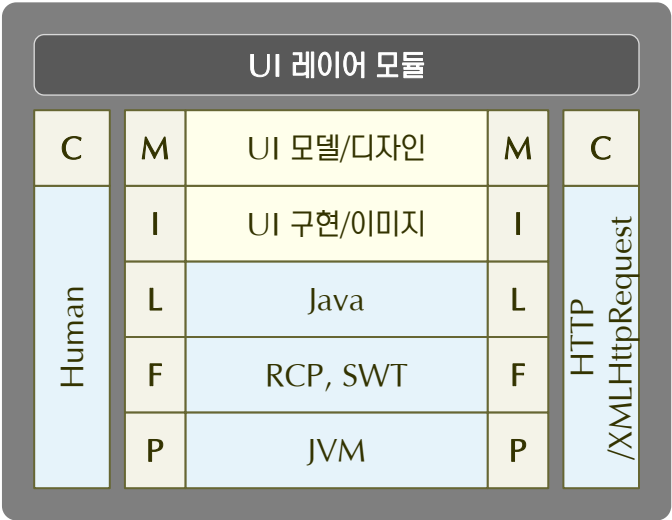 UI 레이어 모듈
C M UI 모델/디자인 M C
I UI 구현/이미지 I
L Java L
F RCP, SWT F
P JVM P
Human
HTTP
/XMLHttpRequest